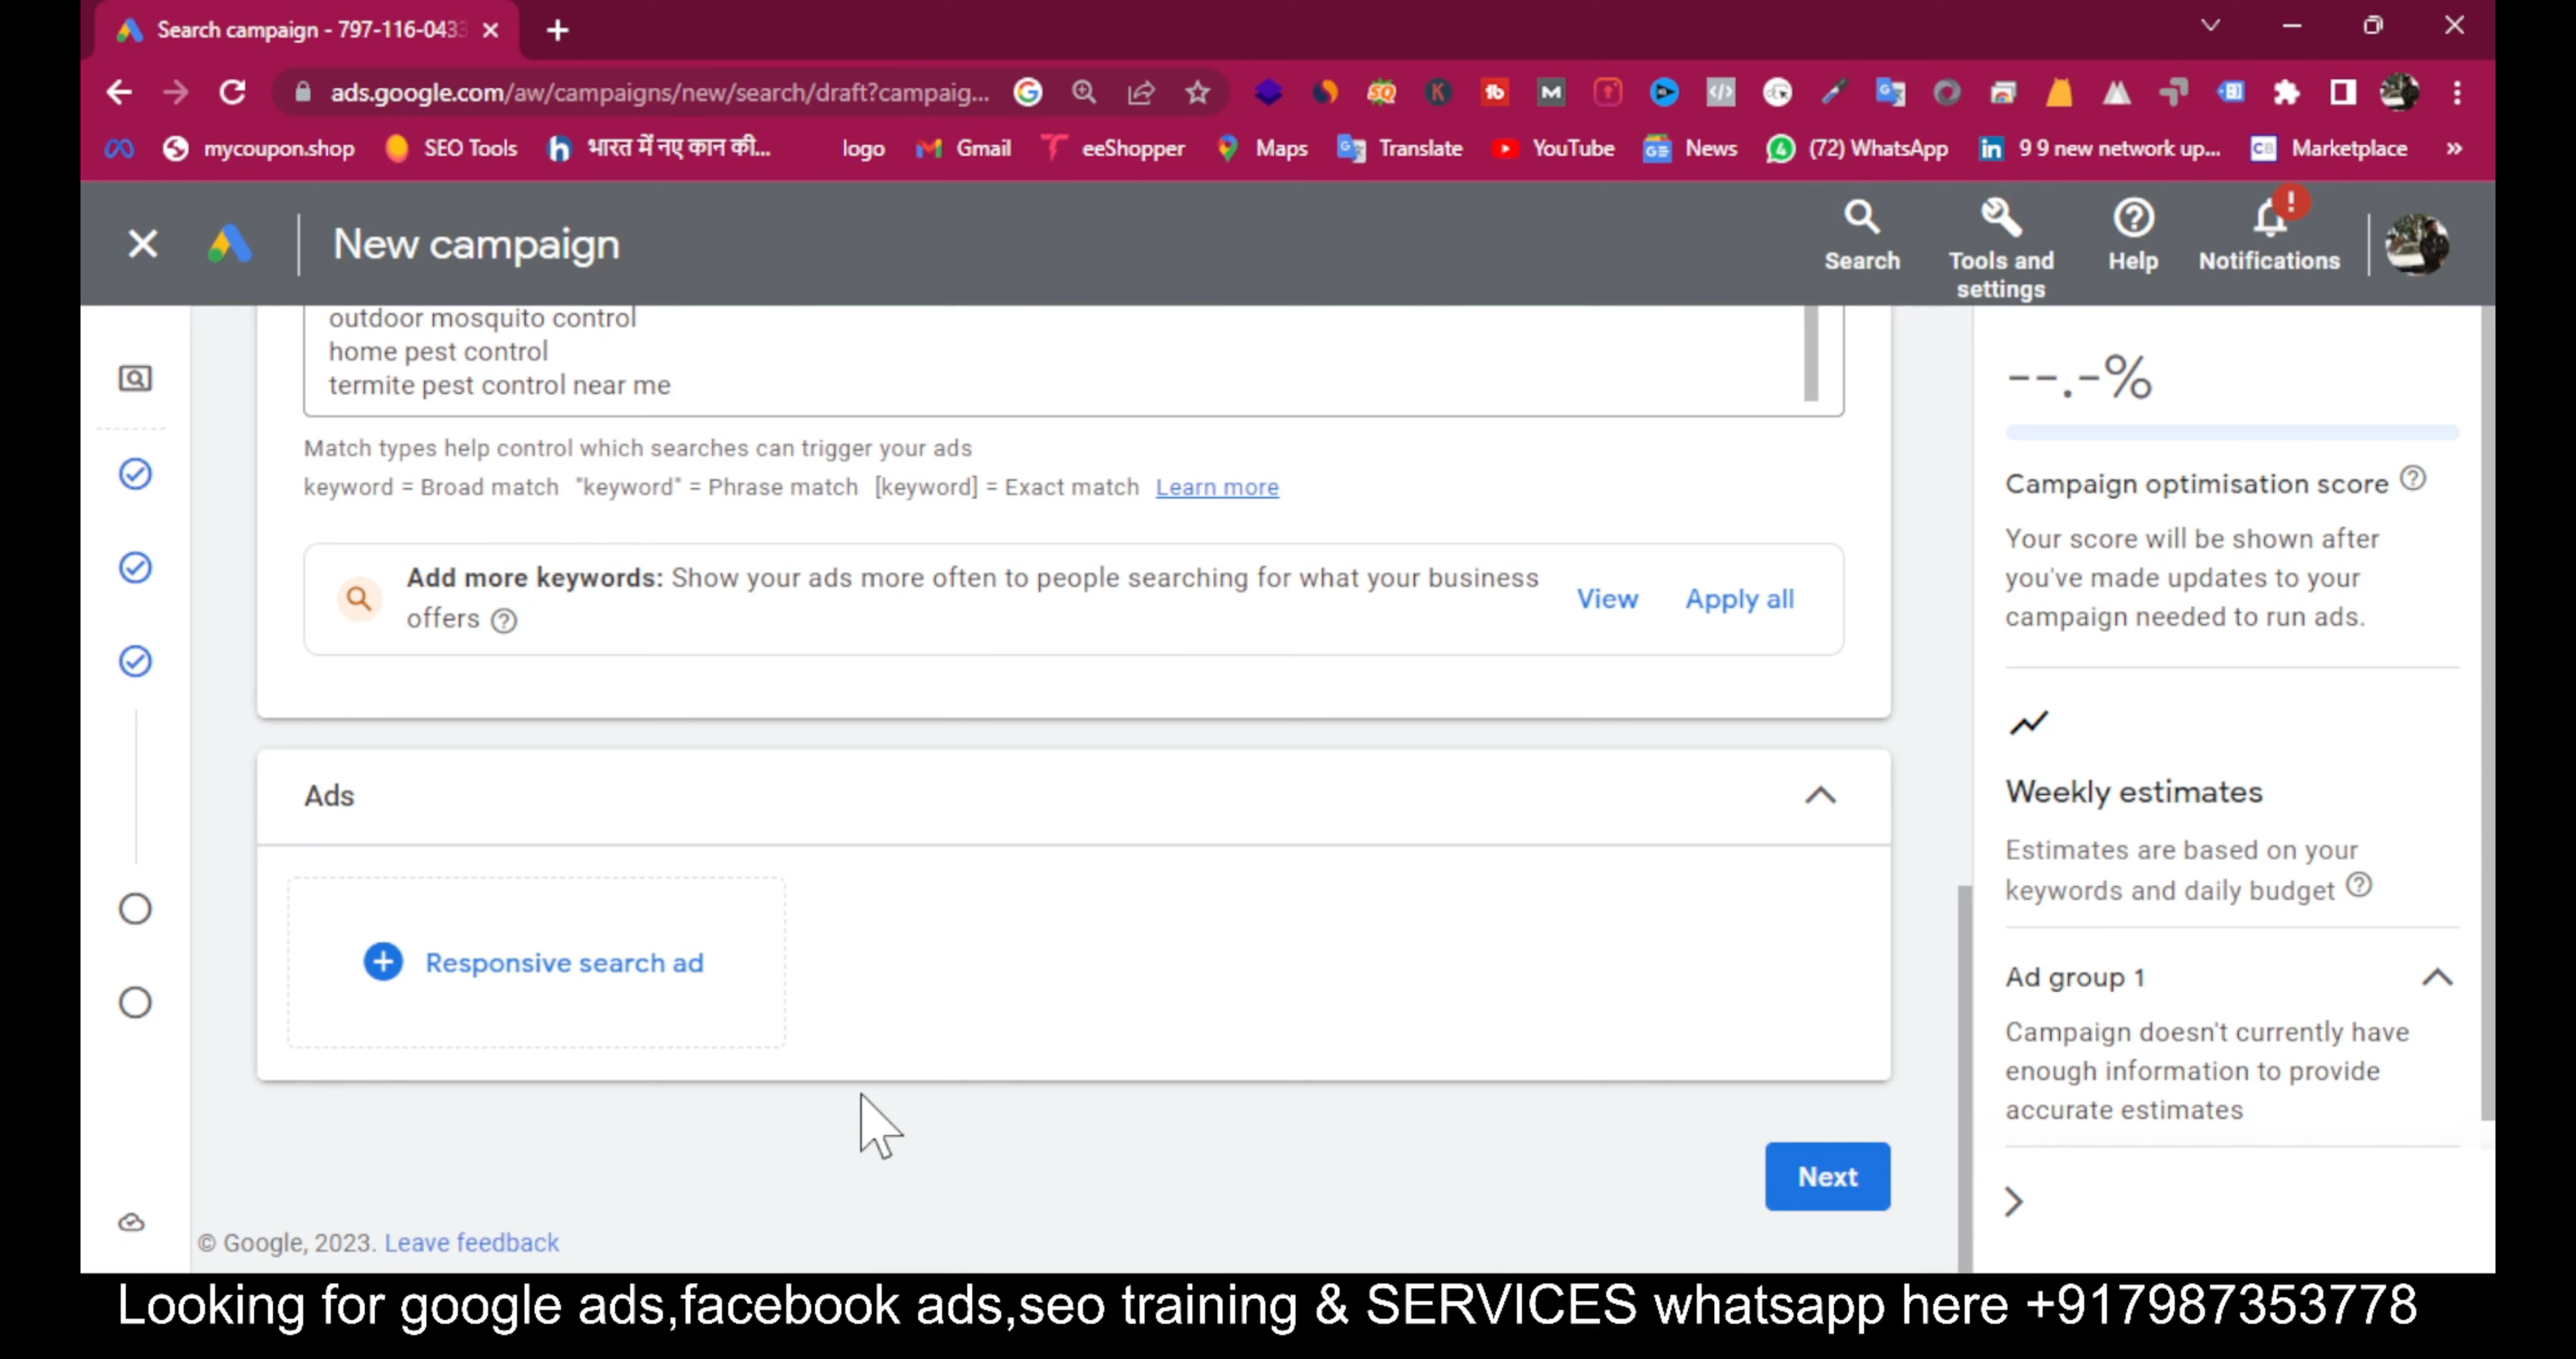 Search campaign - 797-116-0433
ads.google.com/aw/campaigns/new/search/draft?campaig...
mycoupon.shop
SEO Tools
भारत में नए कान की...
logo
Gmail
eeShopper
Maps
Translate
YouTube
News
(72) WhatsApp
9 9 new network up...
Marketplace
New campaign
Search
Tools and
settings
Help
Notifications
outdoor mosquito control
home pest control
termite pest control near me
Match types help control which searches can trigger your ads
keyword = Broad match "keyword" = Phrase match [keyword] = Exact match Learn more
Add more keywords: Show your ads more often to people searching for what your business
offers
View
Apply all
Ads
Responsive search ad
Next
© Google, 2023. Leave feedback
--.-%
Campaign optimisation score
Your score will be shown after
you've made updates to your
campaign needed to run ads.
Weekly estimates
Estimates are based on your
keywords and daily budget
Ad group 1
Campaign doesn't currently have
enough information to provide
accurate estimates
Looking for google ads,facebook ads,seo training & SERVICES whatsapp here +917987353778